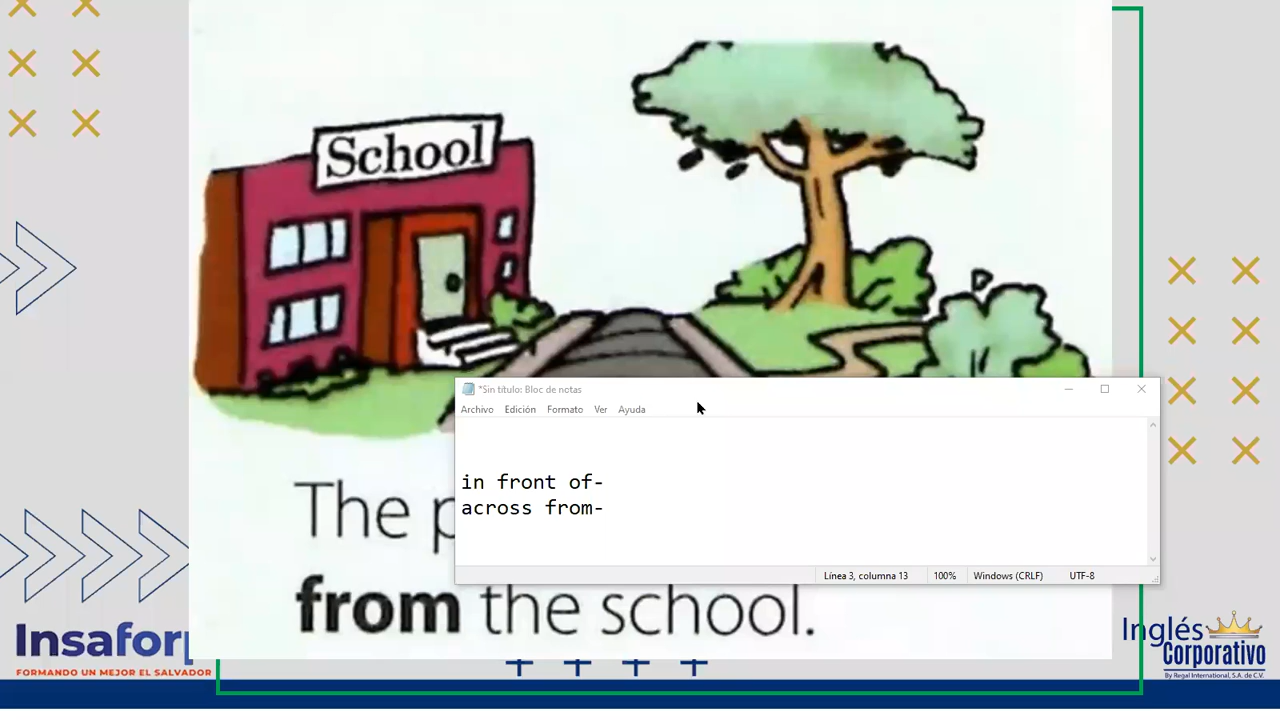 School
*Sin título: Bloc de notas
Archivo Edición Formato Ver Ayuda
in front of-
across from-
Línea 3, columna 13 100% Windows (CRLF) UTF-8
The p
from the school.
Insaforp
FORMANDO UN MEJOR EL SALVADOR
Inglés
Corporativo
By Regal International, S.A. de C.V.